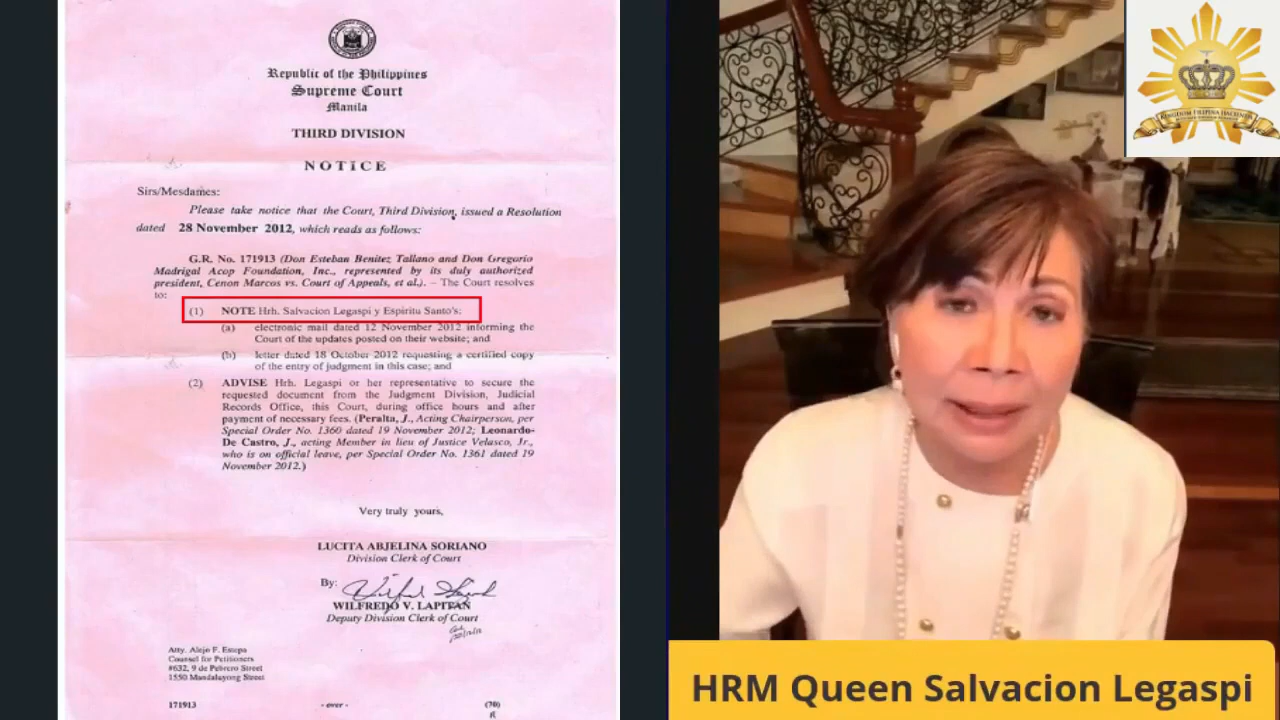 Republic of the Philippines
Supreme Court
Manila
THIRD DIVISION
NOTICE
Sirs/Mesdames:
Please take notice that the Court, Third Division, issued a Resolution
dated 28 November 2012, which reads as follows:
G.R. No. 171913 (Don Esteban Benitez Tallano and Don Gregorio
Madrigal Acop Foundation, Inc., represented by its duly authorized
president, Cenon Marcos vs. Court of Appeals, et al.). – The Court resolves
to:
(1) NOTE Hrh. Salvacion Legaspi y Espiritu Santo's:
(a) electronic mail dated 12 November 2012 informing the
Court of the updates posted on their website; and
(b) letter dated 18 October 2012 requesting a certified copy
of the entry of judgment in this case; and
(2) ADVISE Hrh. Legaspi or her representative to secure the
requested document from the Judgment Division, Judicial
Records Office, this Court, during office hours and after
payment of necessary fees. (Peralta, J., Acting Chairperson, per
Special Order No. 1360 dated 19 November 2012; Leonardo-
De Castro, J., acting Member in lieu of Justice Velasco, Jr.,
who is on official leave, per Special Order No. 1361 dated 19
November 2012.)
Very truly yours,
LUCITA ABJELINA SORIANO
Division Clerk of Court
By:
WILFREDO V. LAPITAN
Deputy Division Clerk of Court
Atty. Alejo F. Estepa
Counsel for Petitioners
#632, 9 de Pebrero Street
1550 Mandaluyong Street
171913 - over - (70)
KINGDOM FILIPINA HACIENDA
HRM Queen Salvacion Legaspi